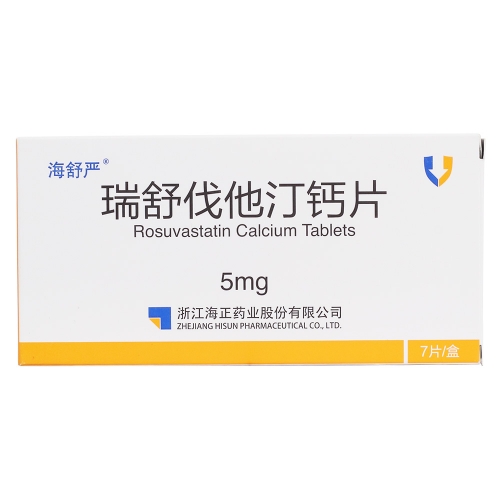 海舒严®
瑞舒伐他汀钙片
Rosuvastatin Calcium Tablets
5mg
浙江海正药业股份有限公司
ZHEJIANG HISUN PHARMACEUTICAL CO., LTD.
7片/盒